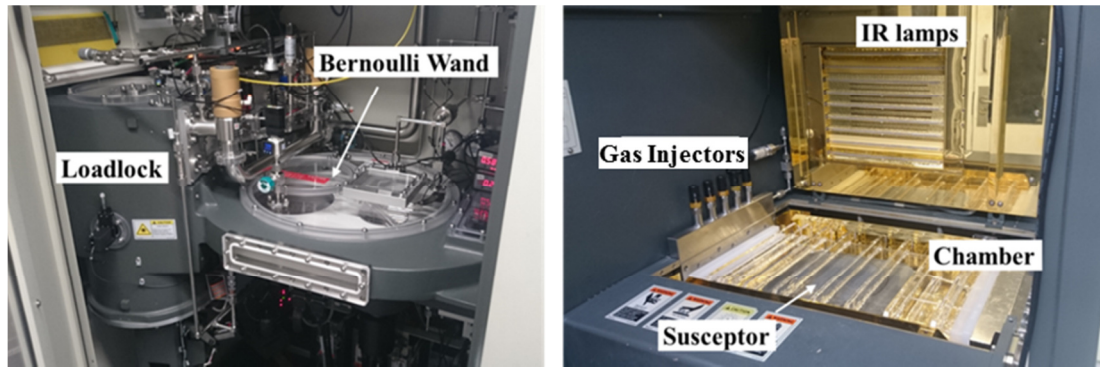 Bernoulli Wand
Loadlock
IR lamps
Gas Injectors
Chamber
Susceptor